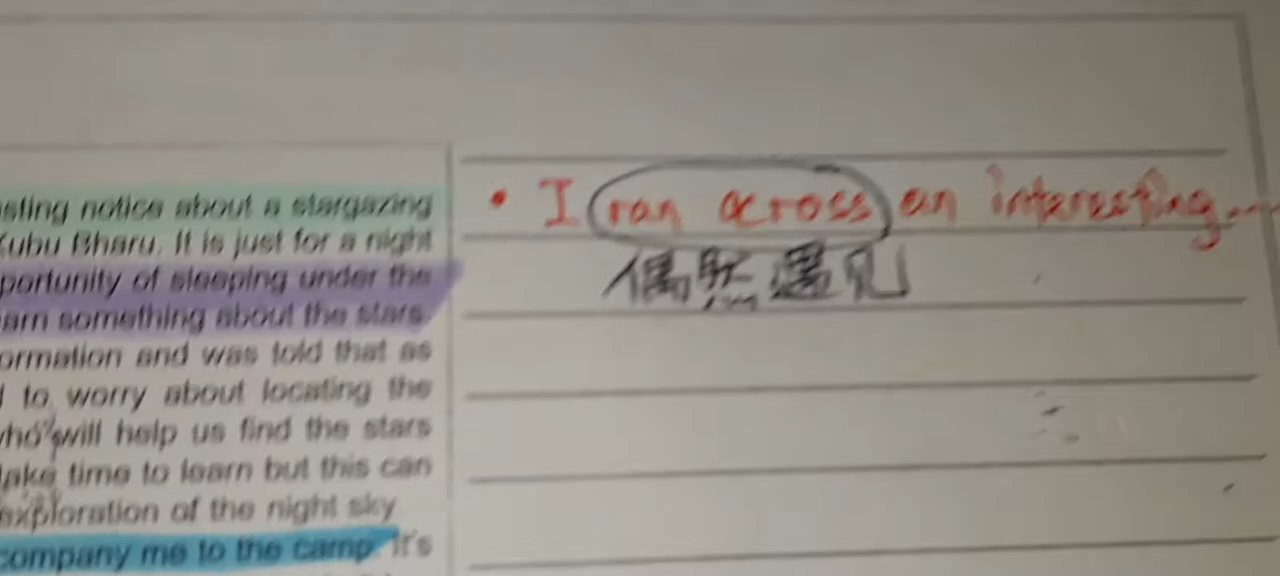 sting notice about a stargazing
Kubu Bharu. It is just for a night
portunity of sleeping under the
arn something about the stars.
ormation and was told that as
to worry about locating the
who will help us find the stars
take time to learn but this can
exploration of the night sky
company me to the camp. It's
• I ran across an interesting....
偶然遇见